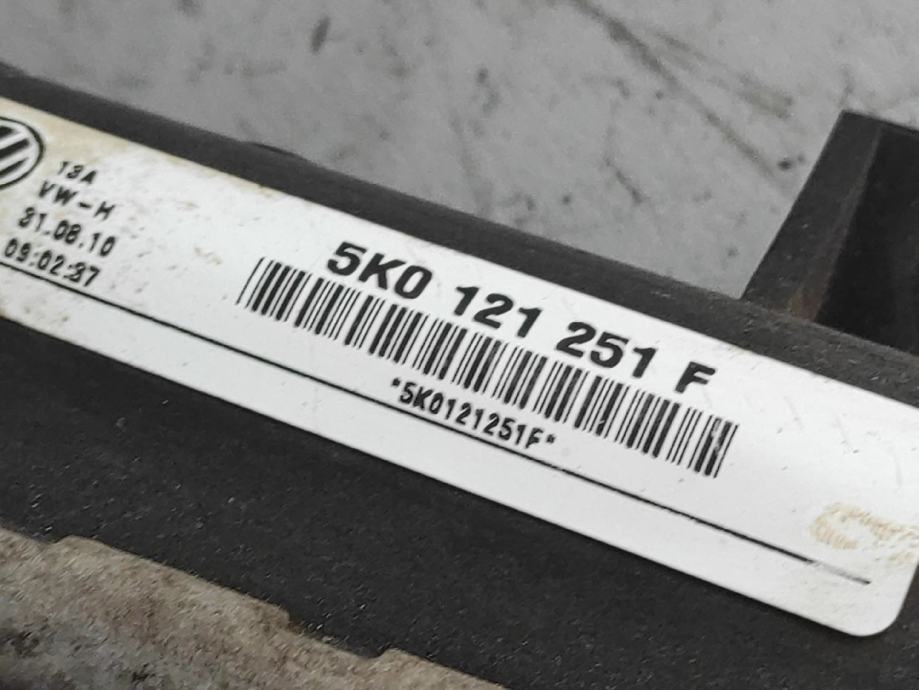 13A
VW-H
31.08.10
09:02:37
5K0 121 251 F
*5K0121251F*